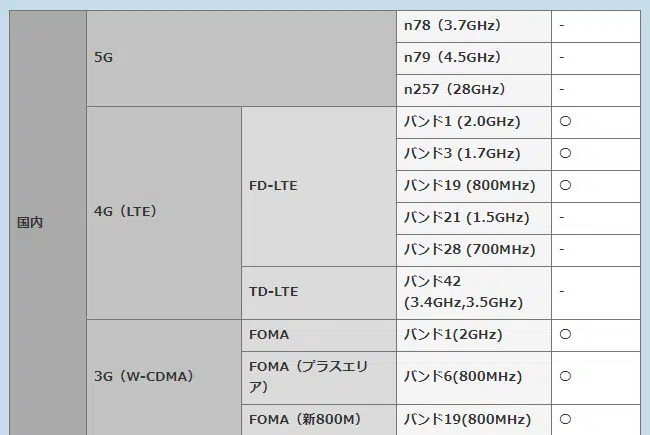 国内
5G
n78（3.7GHz）
-
n79（4.5GHz）
-
n257（28GHz）
-
4G（LTE）
FD-LTE
バンド1 (2.0GHz)
○
バンド3 (1.7GHz)
○
バンド19 (800MHz)
○
バンド21 (1.5GHz)
-
バンド28 (700MHz)
-
TD-LTE
バンド42
(3.4GHz,3.5GHz)
-
3G（W-CDMA）
FOMA
バンド1(2GHz)
○
FOMA（プラスエリ
ア）
バンド6(800MHz)
○
FOMA（新800M）
バンド19(800MHz)
○